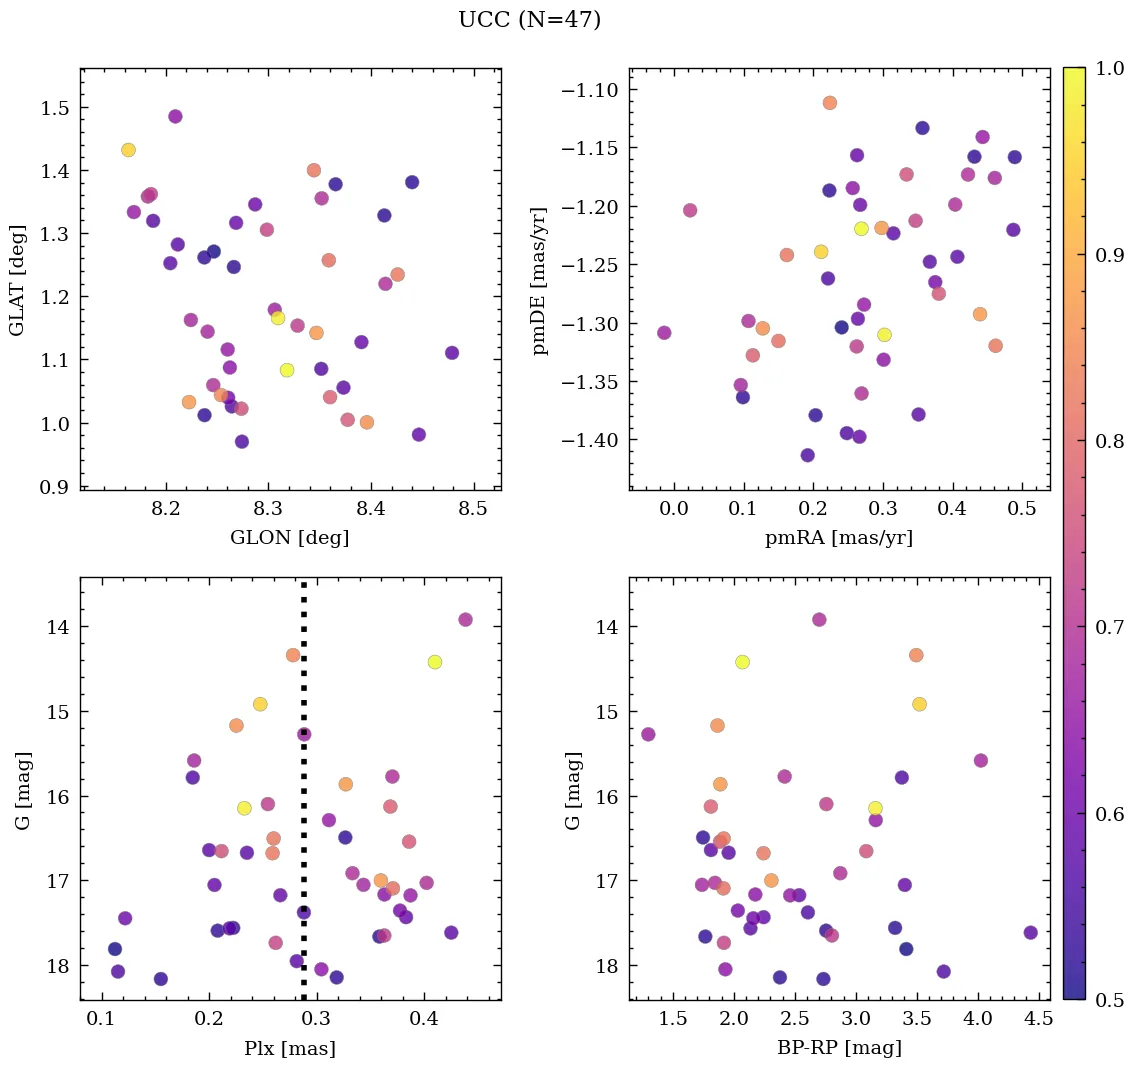 UCC (N=47)
1.5
1.4
1.3
1.2
1.1
1.0
0.9
GLAT [deg]
8.2 8.3 8.4 8.5
GLON [deg]
−1.10
−1.15
−1.20
−1.25
−1.30
−1.35
−1.40
pmDE [mas/yr]
0.0 0.1 0.2 0.3 0.4 0.5
pmRA [mas/yr]
14
15
16
17
18
G [mag]
0.1 0.2 0.3 0.4
Plx [mas]
14
15
16
17
18
G [mag]
1.5 2.0 2.5 3.0 3.5 4.0 4.5
BP-RP [mag]
1.0
0.9
0.8
0.7
0.6
0.5